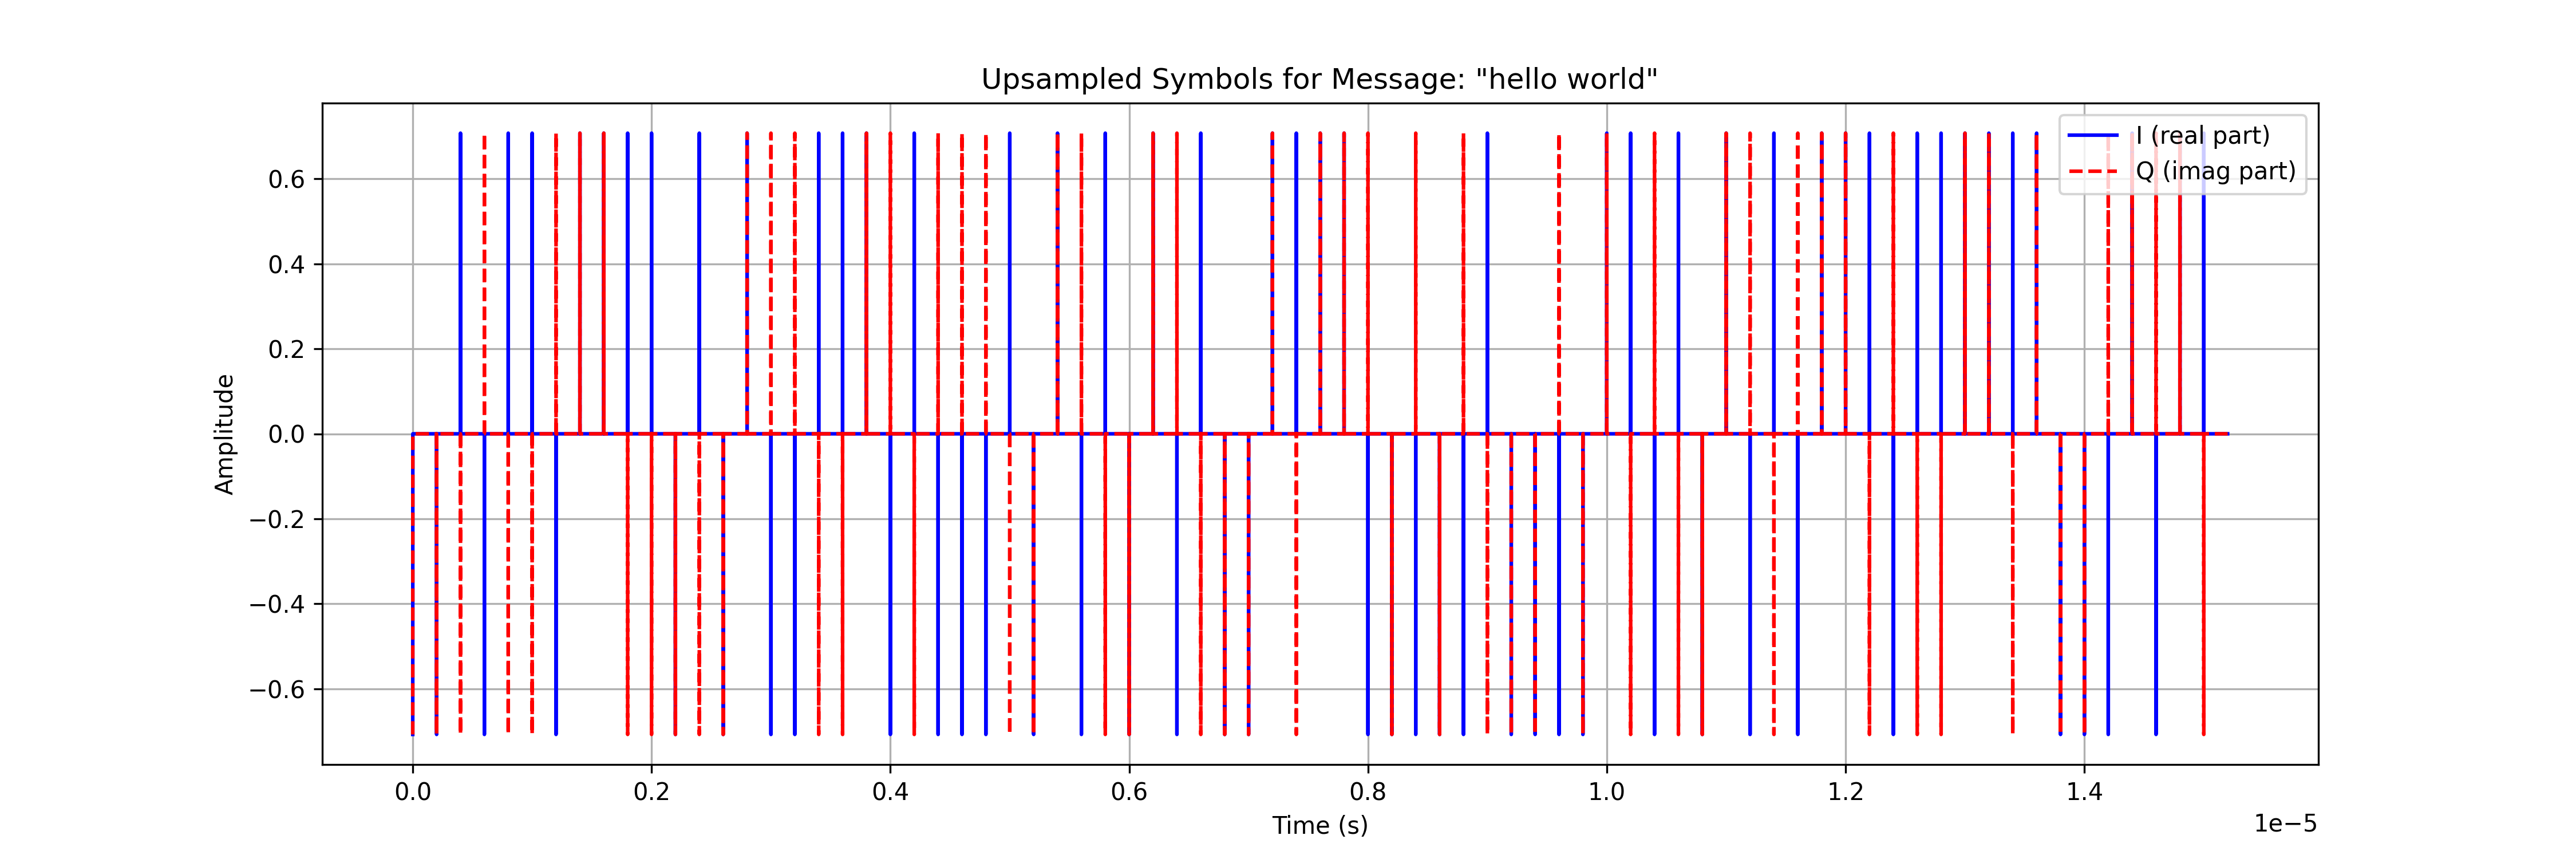 Upsampled Symbols for Message: "hello world"
I (real part)
Q (imag part)
Amplitude
0.6
0.4
0.2
0.0
−0.2
−0.4
−0.6
0.0 0.2 0.4 0.6 0.8 1.0 1.2 1.4
Time (s)
1e−5